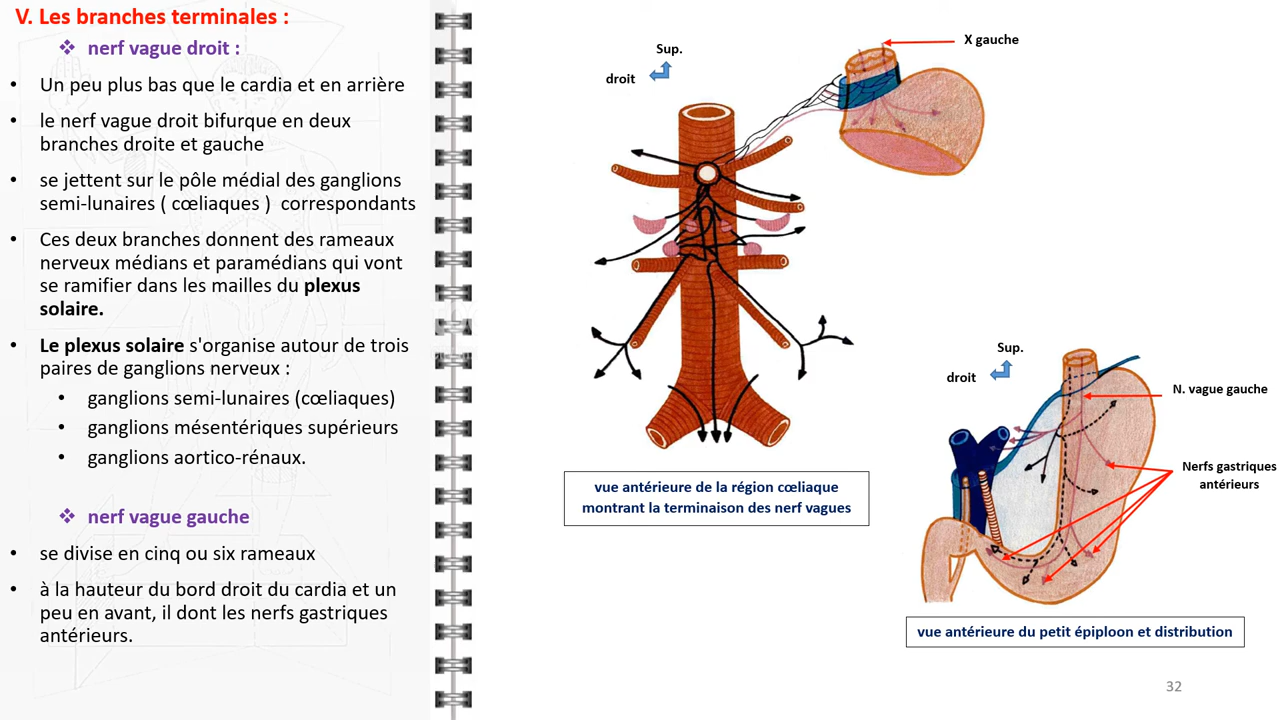 V. Les branches terminales :
❖ nerf vague droit :
• Un peu plus bas que le cardia et en arrière
• le nerf vague droit bifurque en deux
branches droite et gauche
• se jettent sur le pôle médial des ganglions
semi-lunaires ( cœliaques ) correspondants
• Ces deux branches donnent des rameaux
nerveux médians et paramédians qui vont
se ramifier dans les mailles du plexus
solaire.
• Le plexus solaire s'organise autour de trois
paires de ganglions nerveux :
• ganglions semi-lunaires (cœliaques)
• ganglions mésentériques supérieurs
• ganglions aortico-rénaux.
❖ nerf vague gauche
• se divise en cinq ou six rameaux
• à la hauteur du bord droit du cardia et un
peu en avant, il dont les nerfs gastriques
antérieurs.
X gauche
Sup.
droit
vue antérieure de la région cœliaque
montrant la terminaison des nerf vagues
Sup.
droit
N. vague gauche
Nerfs gastriques
antérieurs
vue antérieure du petit épiploon et distribution
32